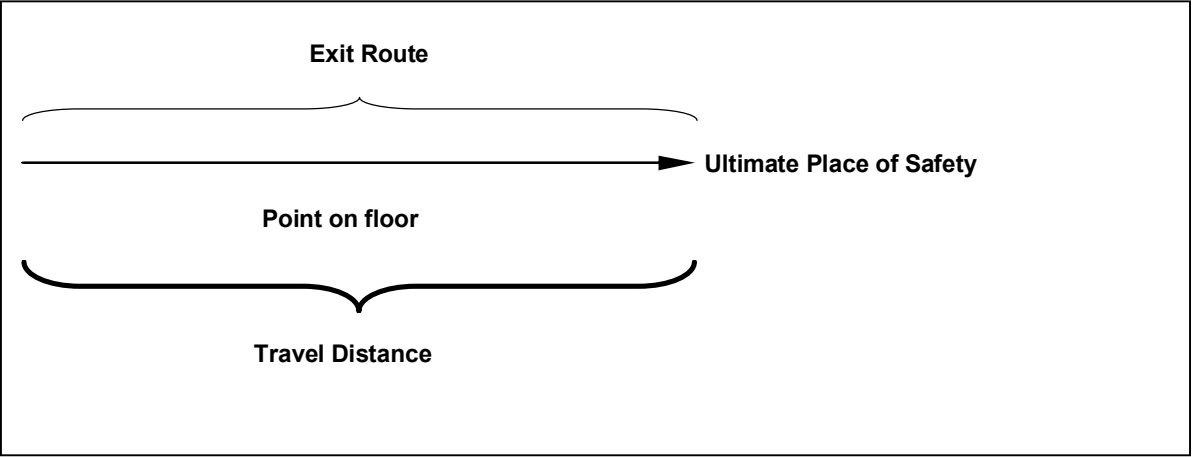 Exit Route
Ultimate Place of Safety
Point on floor
Travel Distance